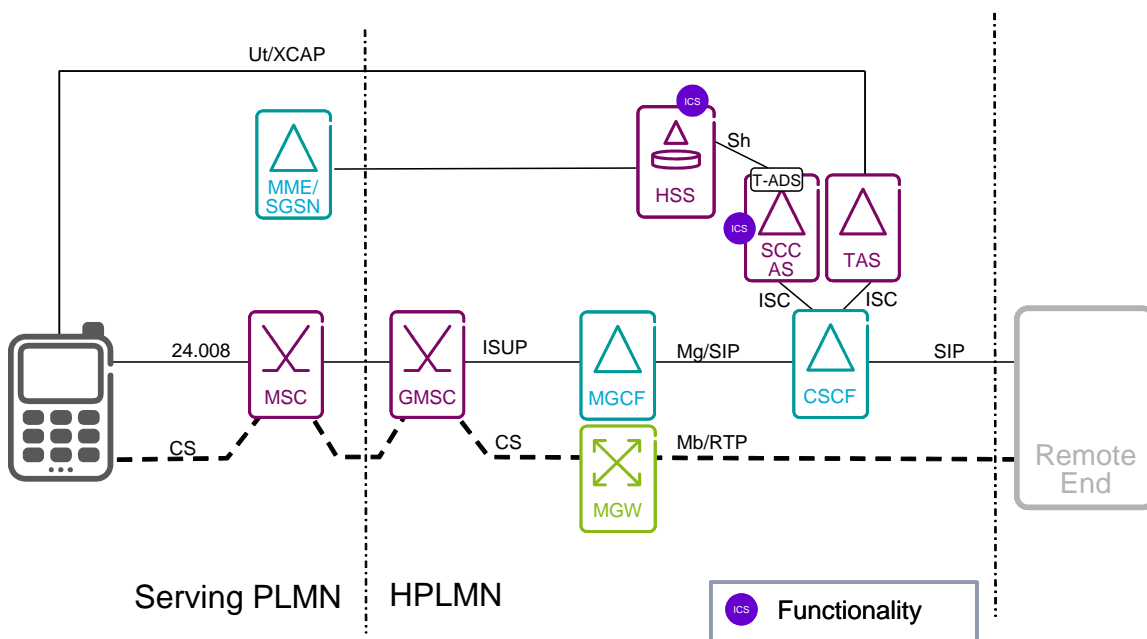 Ut/XCAP
ICS
MME/
SGSN
HSS
Sh
T-ADS
ICS
SCC
AS
TAS
ISC
ISC
24.008
MSC
GMSC
ISUP
MGCF
Mg/SIP
CSCF
SIP
CS
CS
MGW
Mb/RTP
Remote
End
Serving PLMN
HPLMN
ICS
Functionality